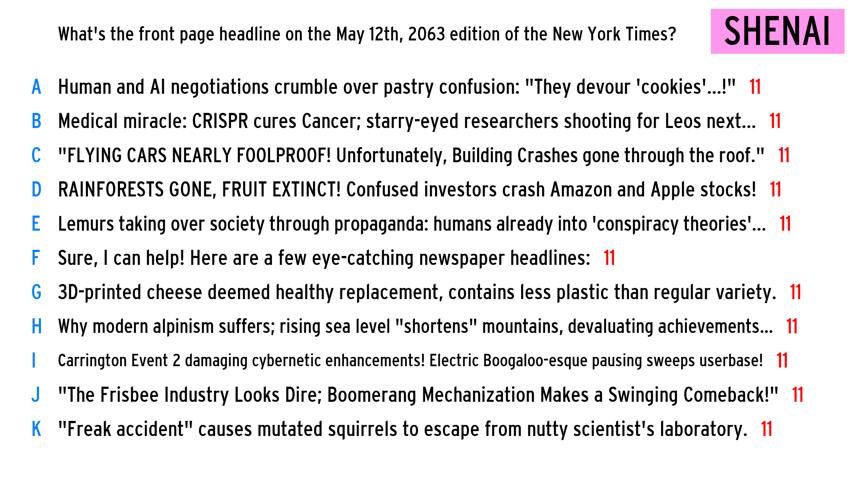 What's the front page headline on the May 12th, 2063 edition of the New York Times? SHENAI
A Human and AI negotiations crumble over pastry confusion: "They devour 'cookies'...!" 11
B Medical miracle: CRISPR cures Cancer; starry-eyed researchers shooting for Leos next... 11
C "FLYING CARS NEARLY FOOLPROOF! Unfortunately, Building Crashes gone through the roof." 11
D RAINFORESTS GONE, FRUIT EXTINCT! Confused investors crash Amazon and Apple stocks! 11
E Lemurs taking over society through propaganda: humans already into 'conspiracy theories'... 11
F Sure, I can help! Here are a few eye-catching newspaper headlines: 11
G 3D-printed cheese deemed healthy replacement, contains less plastic than regular variety. 11
H Why modern alpinism suffers; rising sea level "shortens" mountains, devaluating achievements... 11
I Carrington Event 2 damaging cybernetic enhancements! Electric Boogaloo-esque pausing sweeps userbase! 11
J "The Frisbee Industry Looks Dire; Boomerang Mechanization Makes a Swinging Comeback!" 11
K "Freak accident" causes mutated squirrels to escape from nutty scientist's laboratory. 11